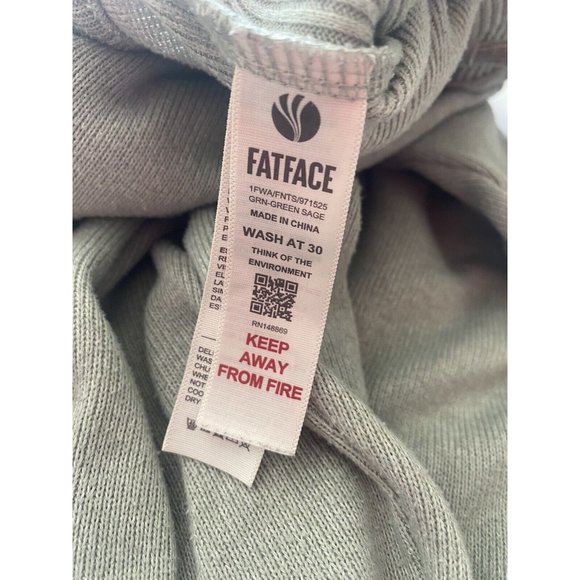 FATFACE
1FWA/FNTS/971525
GRN-GREEN SAGE
MADE IN CHINA
WASH AT 30
THINK OF THE
ENVIRONMENT
RN148869
KEEP
AWAY
FROM FIRE